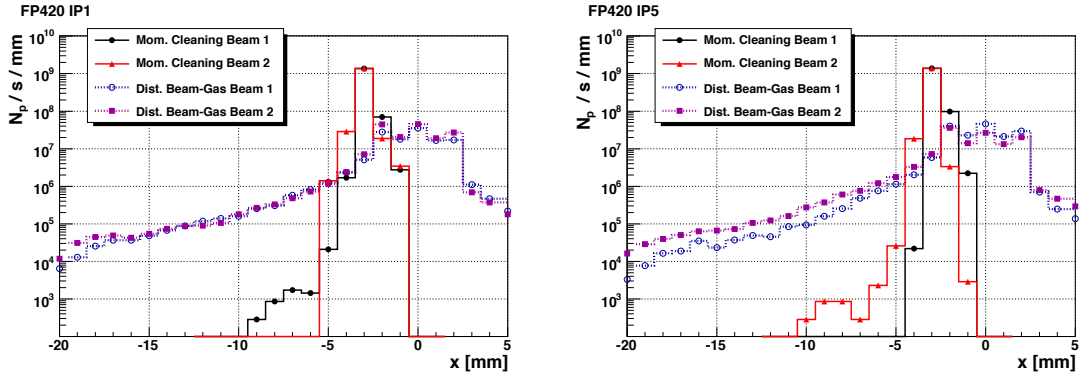 FP420 IP1
N_p / s / mm
10^10
10^9
10^8
10^7
10^6
10^5
10^4
10^3
Mom. Cleaning Beam 1
Mom. Cleaning Beam 2
Dist. Beam-Gas Beam 1
Dist. Beam-Gas Beam 2
-20 -15 -10 -5 0 5
x [mm]
FP420 IP5
N_p / s / mm
10^10
10^9
10^8
10^7
10^6
10^5
10^4
10^3
Mom. Cleaning Beam 1
Mom. Cleaning Beam 2
Dist. Beam-Gas Beam 1
Dist. Beam-Gas Beam 2
-20 -15 -10 -5 0 5
x [mm]